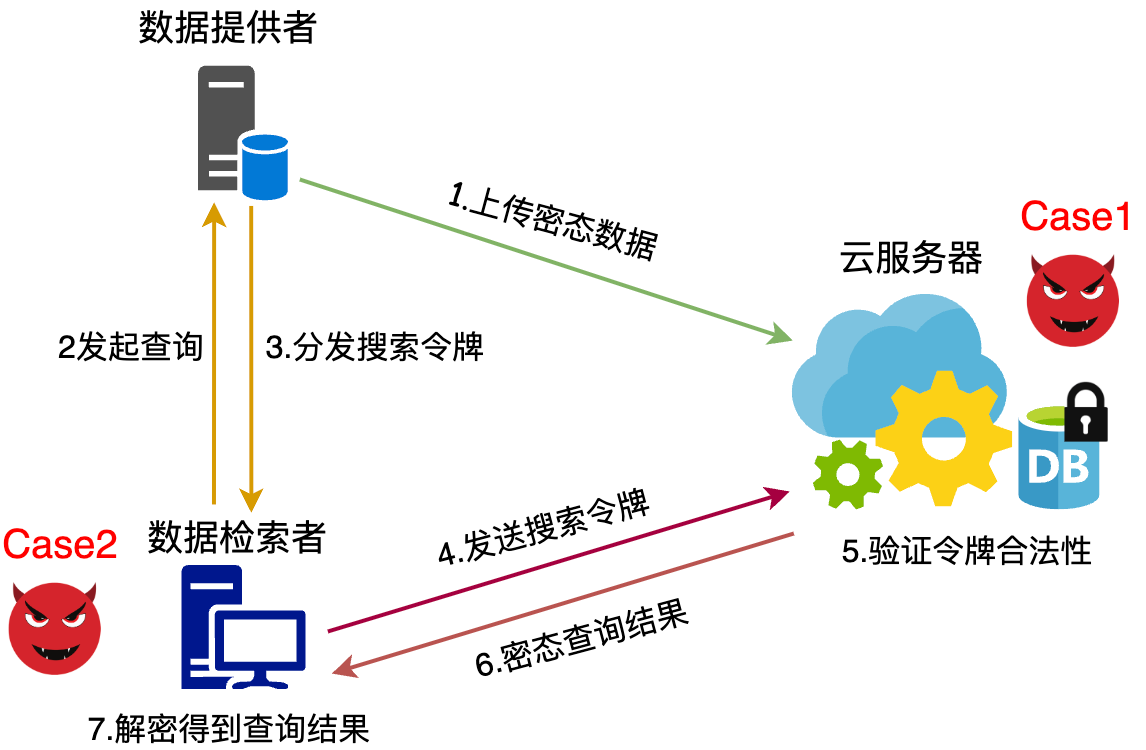 数据提供者
1.上传密态数据
Case1
云服务器
2发起查询
3.分发搜索令牌
DB
Case2
数据检索者
4.发送搜索令牌
5.验证令牌合法性
6.密态查询结果
7.解密得到查询结果